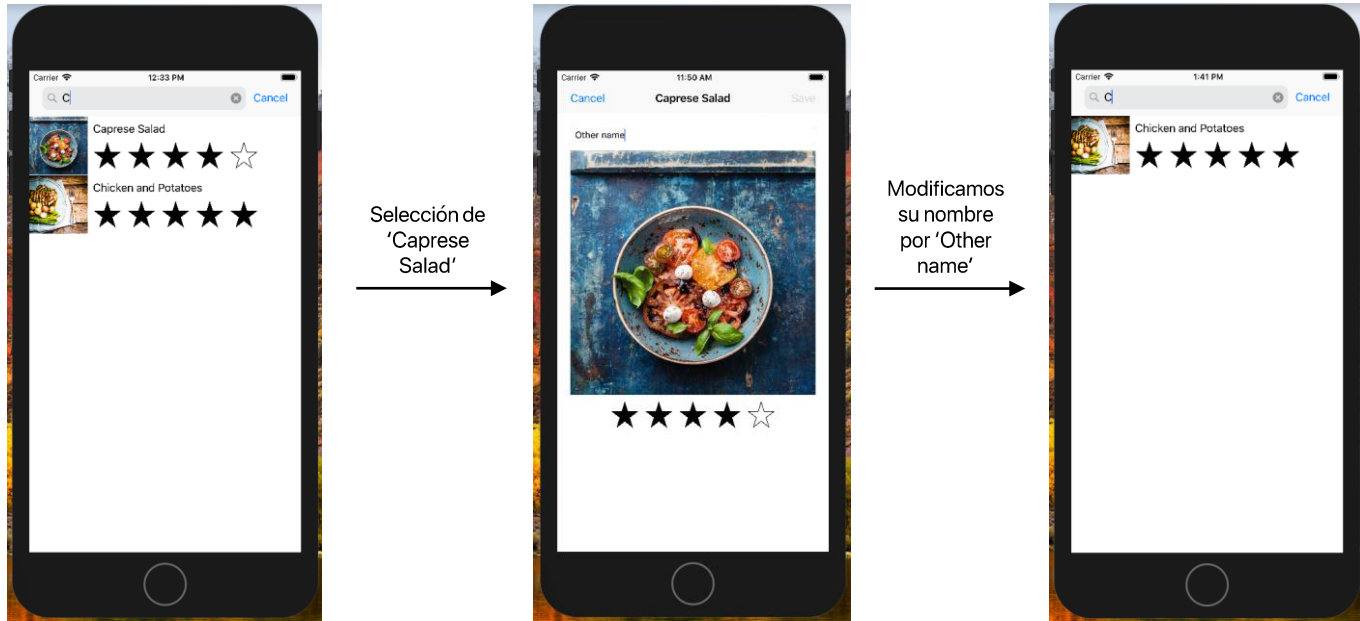 Carrier
12:33 PM
C
Cancel
Caprese Salad
Chicken and Potatoes
Selección de
‘Caprese
Salad’
Carrier
11:50 AM
Cancel
Caprese Salad
Save
Other name
Modificamos
su nombre
por ‘Other
name’
Carrier
1:41 PM
C
Cancel
Chicken and Potatoes